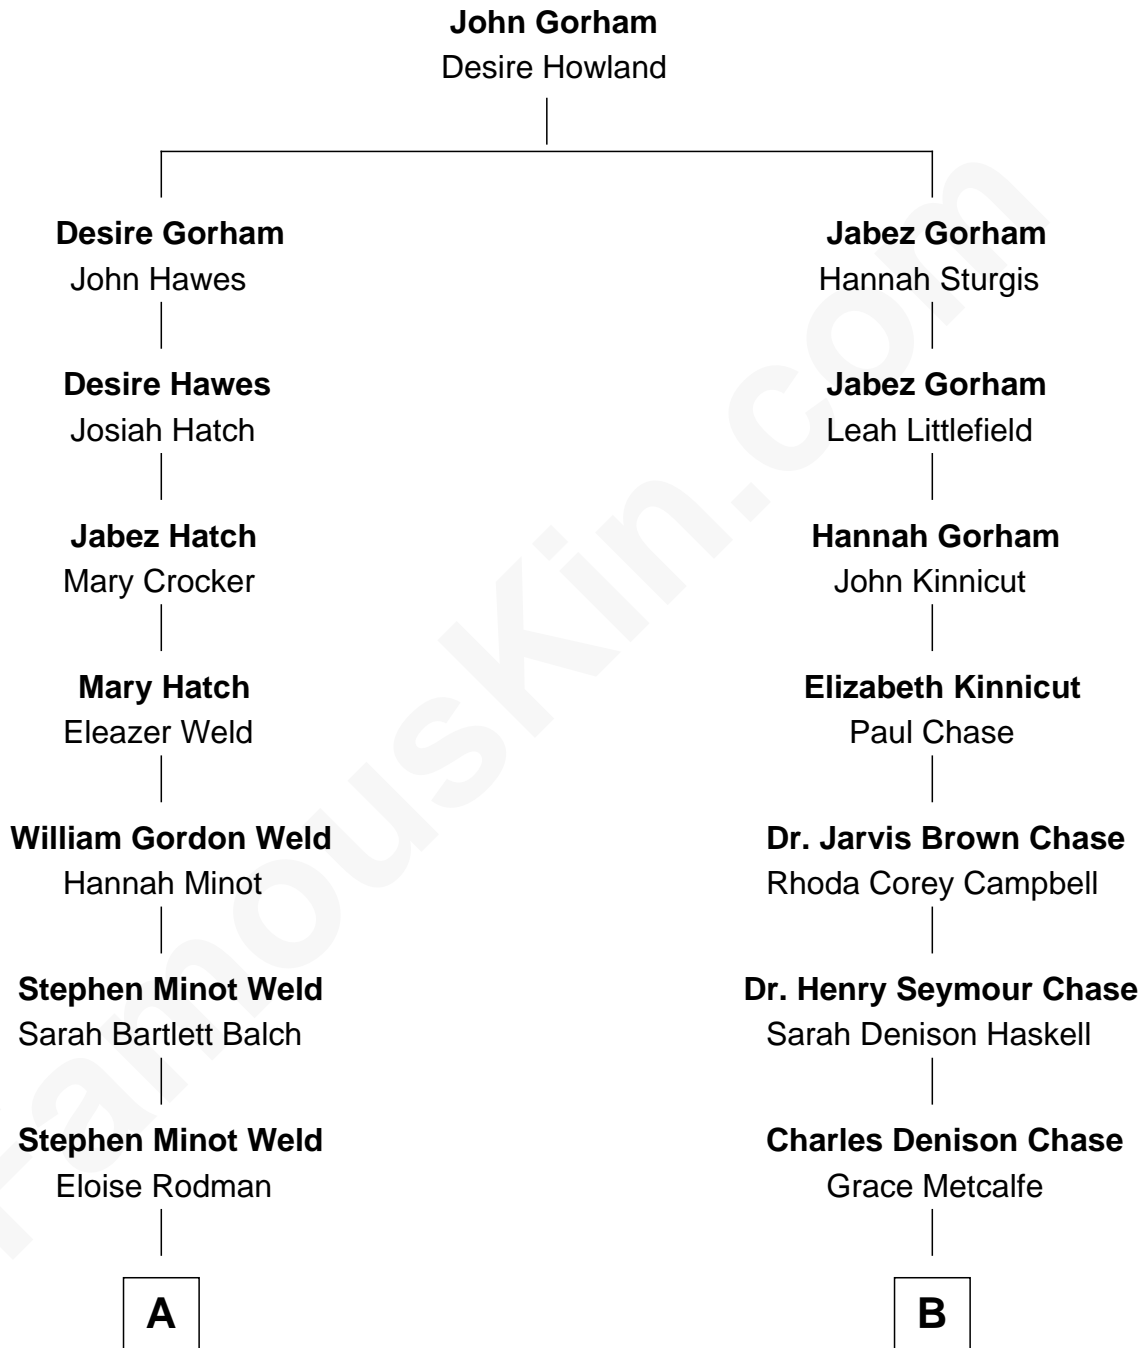 John Gorham
Desire Howland
Desire Gorham
John Hawes
Jabez Gorham
Hannah Sturgis
Desire Hawes
Josiah Hatch
Jabez Gorham
Leah Littlefield
Jabez Hatch
Mary Crocker
Hannah Gorham
John Kinnicut
Mary Hatch
Eleazer Weld
Elizabeth Kinnicut
Paul Chase
William Gordon Weld
Hannah Minot
Dr. Jarvis Brown Chase
Rhoda Corey Campbell
Stephen Minot Weld
Sarah Bartlett Balch
Dr. Henry Seymour Chase
Sarah Denison Haskell
Stephen Minot Weld
Eloise Rodman
Charles Denison Chase
Grace Metcalfe
A
B
FamousKin.com